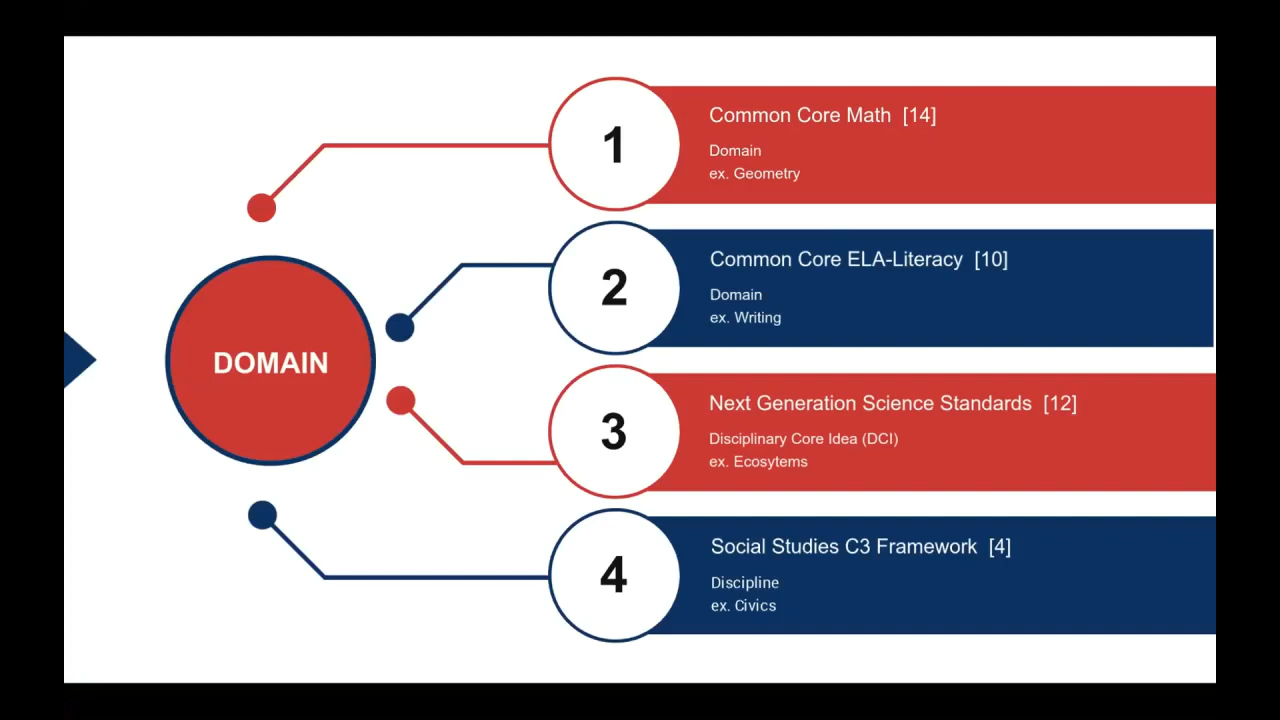 DOMAIN
1
Common Core Math [14]
Domain
ex. Geometry
2
Common Core ELA-Literacy [10]
Domain
ex. Writing
3
Next Generation Science Standards [12]
Disciplinary Core Idea (DCI)
ex. Ecosytems
4
Social Studies C3 Framework [4]
Discipline
ex. Civics